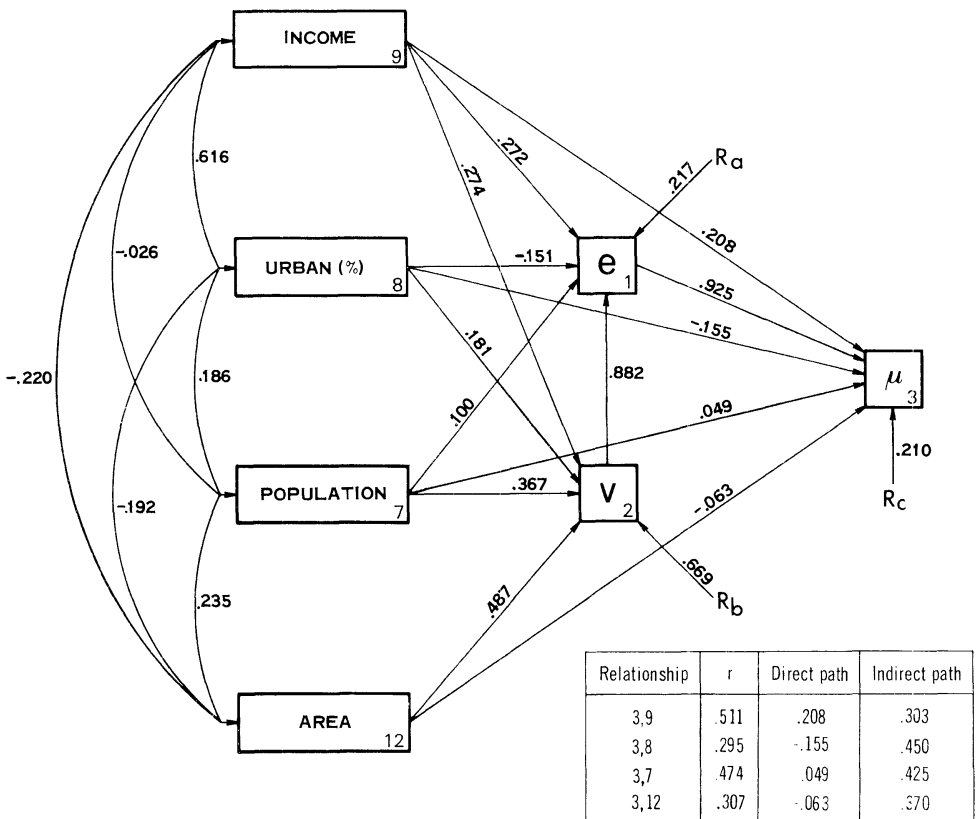 INCOME
9
.616
.272
.274
.217
Ra
-.026
.208
URBAN (%)
8
-.151
e
1
.925
-.155
.181
.186
.882
-.220
μ
3
.100
.049
.210
Rc
POPULATION
7
.367
v
2
-.063
-.192
.669
Rb
.235
.487
AREA
12
Relationship r Direct path Indirect path
3,9 .511 .208 .303
3,8 .295 -.155 .450
3,7 .474 .049 .425
3,12 .307 -.063 .370